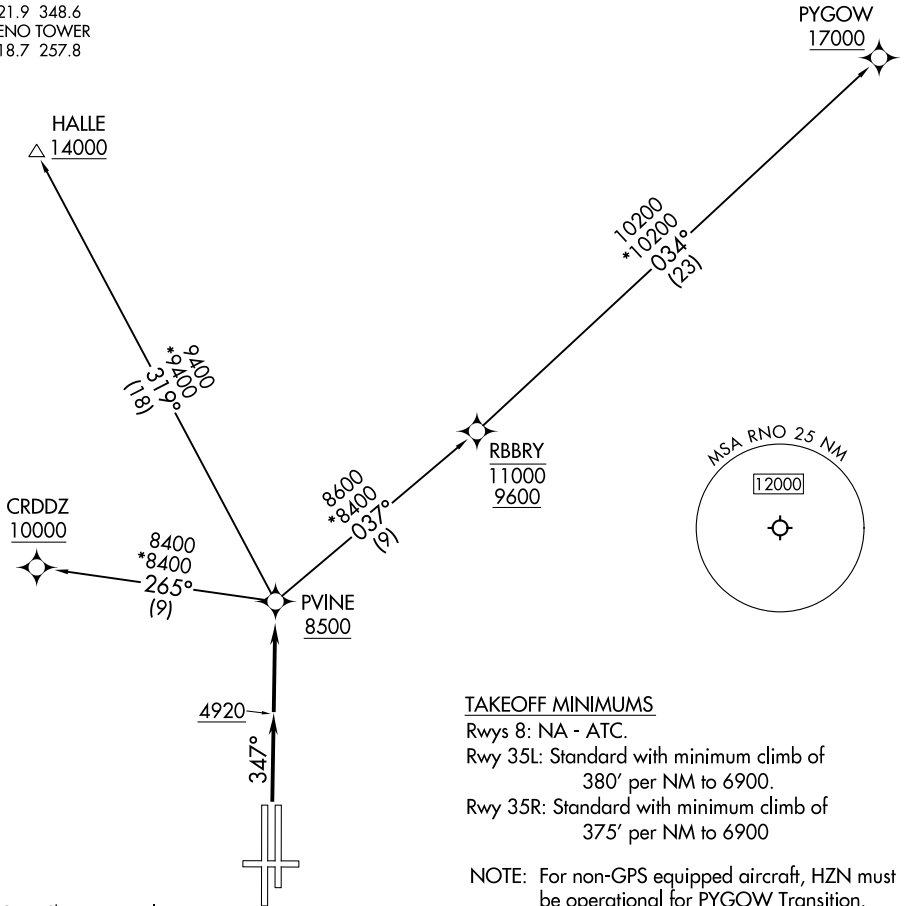 21.9 348.6
ENO TOWER
18.7 257.8
PYGOW
17000
HALLE
14000
10200
*10200
034°
(23)
9400
*9400
319°
(18)
RBBRY
11000
9600
MSA RNO 25 NM
12000
8600
*8400
037°
(9)
CRDDZ
10000
8400
*8400
265°
(9)
PVINE
8500
4920
347°
TAKEOFF MINIMUMS
Rwys 8: NA - ATC.
Rwy 35L: Standard with minimum climb of
380' per NM to 6900.
Rwy 35R: Standard with minimum climb of
375' per NM to 6900
NOTE: For non-GPS equipped aircraft, HZN must
be operational for PYGOW Transition.